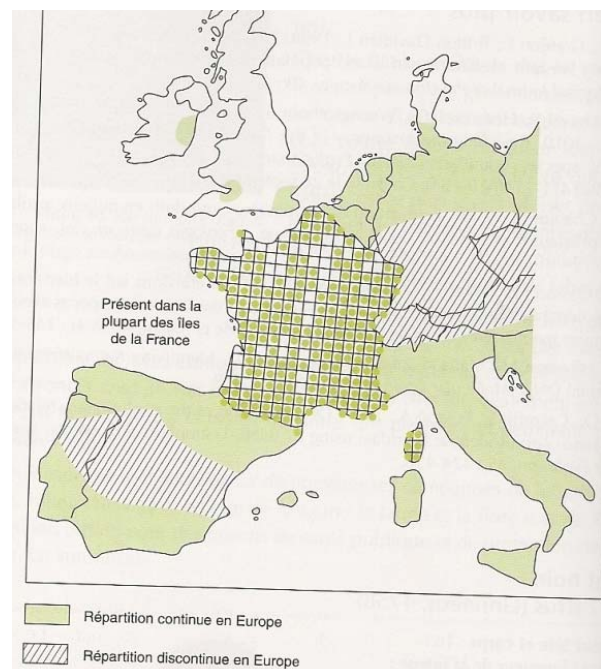 Présent dans la
plupart des îles
de la France
Répartition continue en Europe
Répartition discontinue en Europe